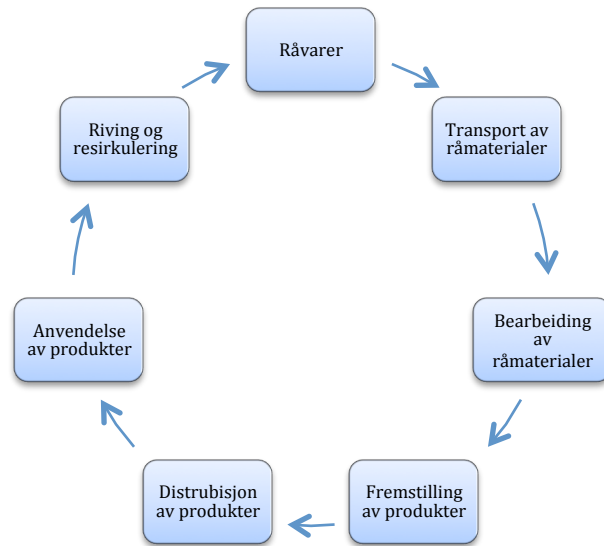 Råvarer
Transport av
råmaterialer
Bearbeiding
av
råmaterialer
Fremstilling
av produkter
Distrubisjon
av produkter
Anvendelse
av produkter
Riving og
resirkulering